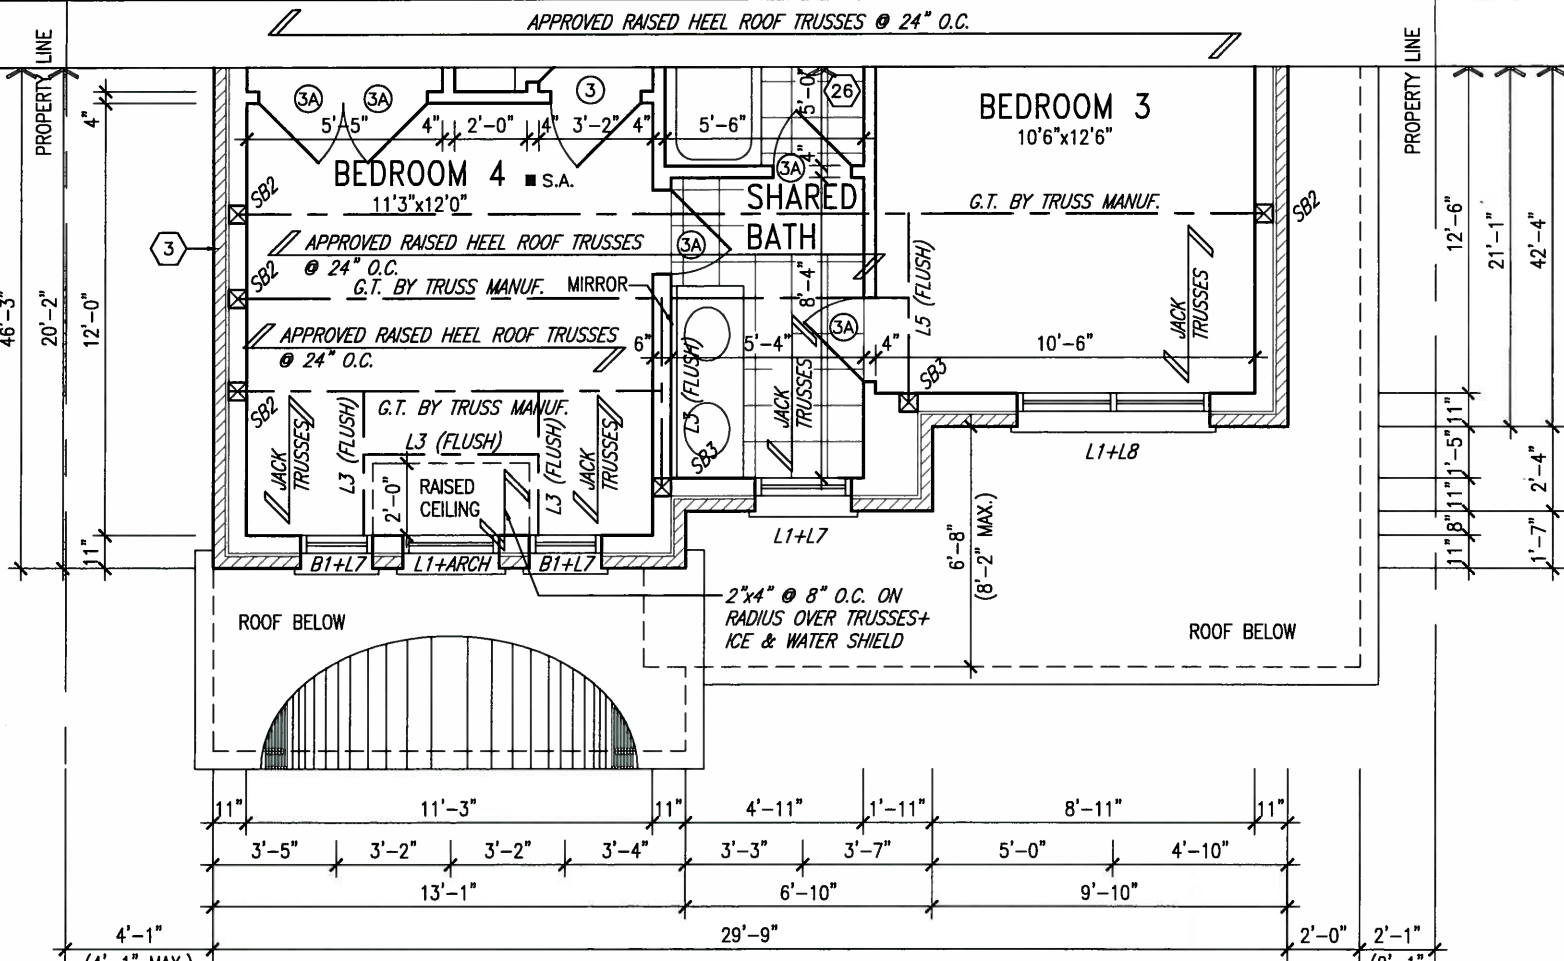 APPROVED RAISED HEEL ROOF TRUSSES @ 24" O.C.
PROPERTY LINE
PROPERTY LINE
3A
3A
3
26
5'-0"
4"
5'-5"
4"
2'-0"
4"
3'-2"
4"
5'-6"
4"
BEDROOM 3
10'6"x12'6"
BEDROOM 4
11'3"x12'0"
S.A.
3A
SHARED
BATH
G.T. BY TRUSS MANUF.
SB2
SB2
3
APPROVED RAISED HEEL ROOF TRUSSES
@ 24" O.C.
3A
SB2
G.T. BY TRUSS MANUF.
MIRROR
8'-4"
L5 (FLUSH)
JACK
TRUSSES
12'-6"
21'-1"
42'-4"
46'-3"
20'-2"
12'-0"
APPROVED RAISED HEEL ROOF TRUSSES
@ 24" O.C.
6"
5'-4"
3A
4"
10'-6"
SB3
SB2
G.T. BY TRUSS MANUF.
L3 (FLUSH)
L3 (FLUSH)
JACK
TRUSSES
L3 (FLUSH)
L3 (FLUSH)
JACK
TRUSSES
SB3
JACK
TRUSSES
2'-0"
RAISED
CEILING
L1+L8
11"
1'-5"
11"
8"
11"
2'-4"
1'-7"
11"
B1+L7
L1+ARCH
B1+L7
L1+L7
6'-8"
(8'-2" MAX.)
2"x4" @ 8" O.C. ON
RADIUS OVER TRUSSES+
ICE & WATER SHIELD
ROOF BELOW
ROOF BELOW
11"
11'-3"
11"
4'-11"
1'-11"
8'-11"
11"
3'-5"
3'-2"
3'-2"
3'-4"
3'-3"
3'-7"
5'-0"
4'-10"
13'-1"
6'-10"
9'-10"
4'-1"
29'-9"
2'-0"
2'-1"
(4'-1" MAX.)